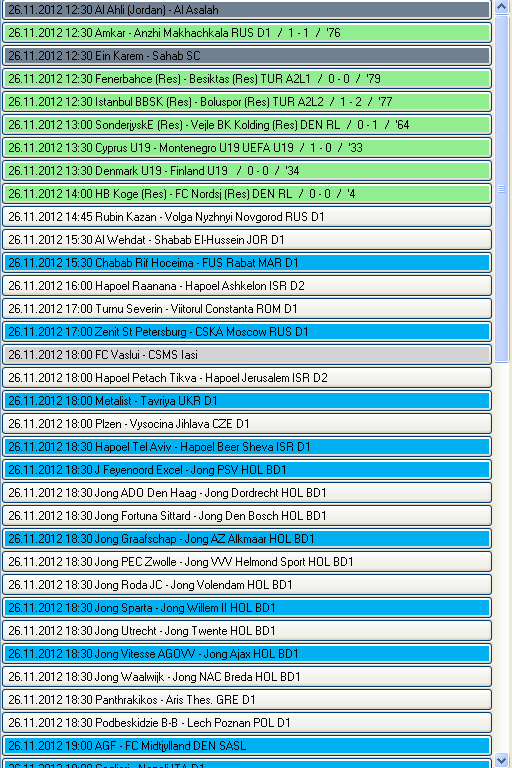 26.11.2012 12:30 Al Ahli (Jordan) - Al Asalah
26.11.2012 12:30 Amkar - Anzhi Makhachkala RUS D1 / 1 - 1 / '76
26.11.2012 12:30 Ein Karem - Sahab SC
26.11.2012 12:30 Fenerbahce (Res) - Besiktas (Res) TUR A2L1 / 0 - 0 / '79
26.11.2012 12:30 Istanbul BBSK (Res) - Boluspor (Res) TUR A2L2 / 1 - 2 / '77
26.11.2012 13:00 SonderjyskE (Res) - Vejle BK Kolding (Res) DEN RL / 0 - 1 / '64
26.11.2012 13:30 Cyprus U19 - Montenegro U19 UEFA U19 / 1 - 0 / '33
26.11.2012 13:30 Denmark U19 - Finland U19 / 0 - 0 / '34
26.11.2012 14:00 HB Koge (Res) - FC Nordsj (Res) DEN RL / 0 - 0 / '4
26.11.2012 14:45 Rubin Kazan - Volga Nyzhnyi Novgorod RUS D1
26.11.2012 15:30 Al Wehdat - Shabab El-Hussein JOR D1
26.11.2012 15:30 Chabab Rif Hoceima - FUS Rabat MAR D1
26.11.2012 16:00 Hapoel Raanana - Hapoel Ashkelon ISR D2
26.11.2012 17:00 Turnu Severin - Viitorul Constanta ROM D1
26.11.2012 17:00 Zenit St Petersburg - CSKA Moscow RUS D1
26.11.2012 18:00 FC Vaslui - CSMS Iasi
26.11.2012 18:00 Hapoel Petach Tikva - Hapoel Jerusalem ISR D2
26.11.2012 18:00 Metalist - Tavriya UKR D1
26.11.2012 18:00 Plzen - Vysocina Jihlava CZE D1
26.11.2012 18:30 Hapoel Tel Aviv - Hapoel Beer Sheva ISR D1
26.11.2012 18:30 J Feyenoord Excel - Jong PSV HOL BD1
26.11.2012 18:30 Jong ADO Den Haag - Jong Dordrecht HOL BD1
26.11.2012 18:30 Jong Fortuna Sittard - Jong Den Bosch HOL BD1
26.11.2012 18:30 Jong Graafschap - Jong AZ Alkmaar HOL BD1
26.11.2012 18:30 Jong PEC Zwolle - Jong VVV Helmond Sport HOL BD1
26.11.2012 18:30 Jong Roda JC - Jong Volendam HOL BD1
26.11.2012 18:30 Jong Sparta - Jong Willem II HOL BD1
26.11.2012 18:30 Jong Utrecht - Jong Twente HOL BD1
26.11.2012 18:30 Jong Vitesse AGOVV - Jong Ajax HOL BD1
26.11.2012 18:30 Jong Waalwijk - Jong NAC Breda HOL BD1
26.11.2012 18:30 Panthrakikos - Aris Thes. GRE D1
26.11.2012 18:30 Podbeskidzie B-B - Lech Poznan POL D1
26.11.2012 19:00 AGF - FC Midtjylland DEN SASL
26.11.2012 19:00 Cagliari - Napoli ITA D1